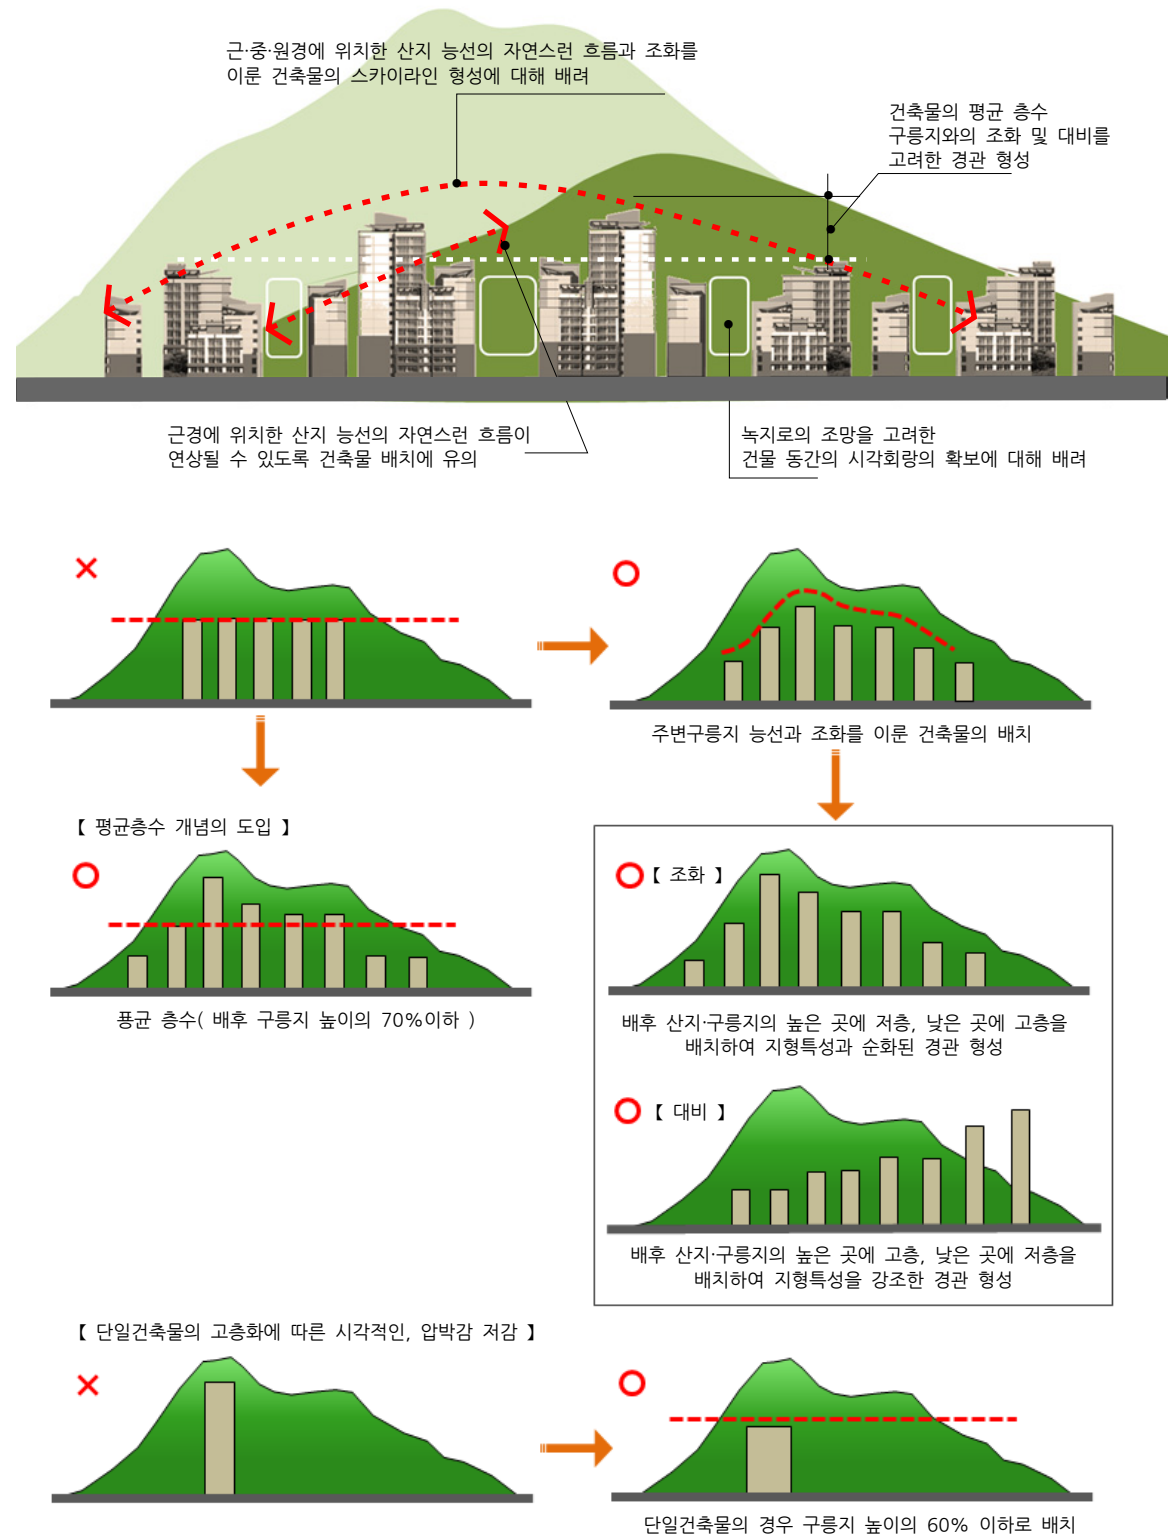 근·중·원경에 위치한 산지 능선의 자연스런 흐름과 조화를
이룬 건축물의 스카이라인 형성에 대해 배려
건축물의 평균 층수
구릉지와의 조화 및 대비를
고려한 경관 형성
근경에 위치한 산지 능선의 자연스런 흐름이
연상될 수 있도록 건축물 배치에 유의
녹지로의 조망을 고려한
건물 동간의 시각회랑의 확보에 대해 배려
주변구릉지 능선과 조화를 이룬 건축물의 배치
【 평균층수 개념의 도입 】
푱균 층수( 배후 구릉지 높이의 70%이하 )
【 조화 】
배후 산지·구릉지의 높은 곳에 저층, 낮은 곳에 고층을
배치하여 지형특성과 순화된 경관 형성
【 대비 】
배후 산지·구릉지의 높은 곳에 고층, 낮은 곳에 저층을
배치하여 지형특성을 강조한 경관 형성
【 단일건축물의 고층화에 따른 시각적인, 압박감 저감 】
단일건축물의 경우 구릉지 높이의 60% 이하로 배치